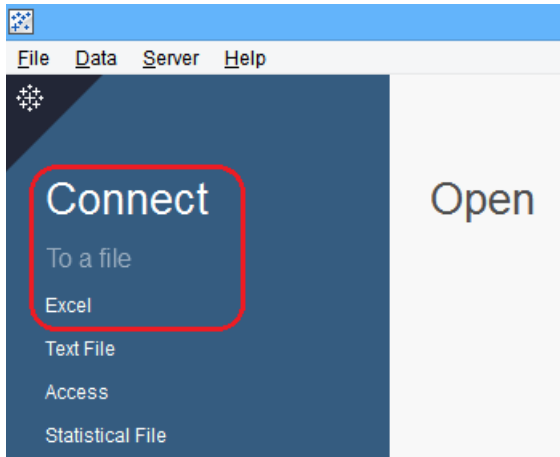 File Data Server Help
Connect
Open
To a file
Excel
Text File
Access
Statistical File